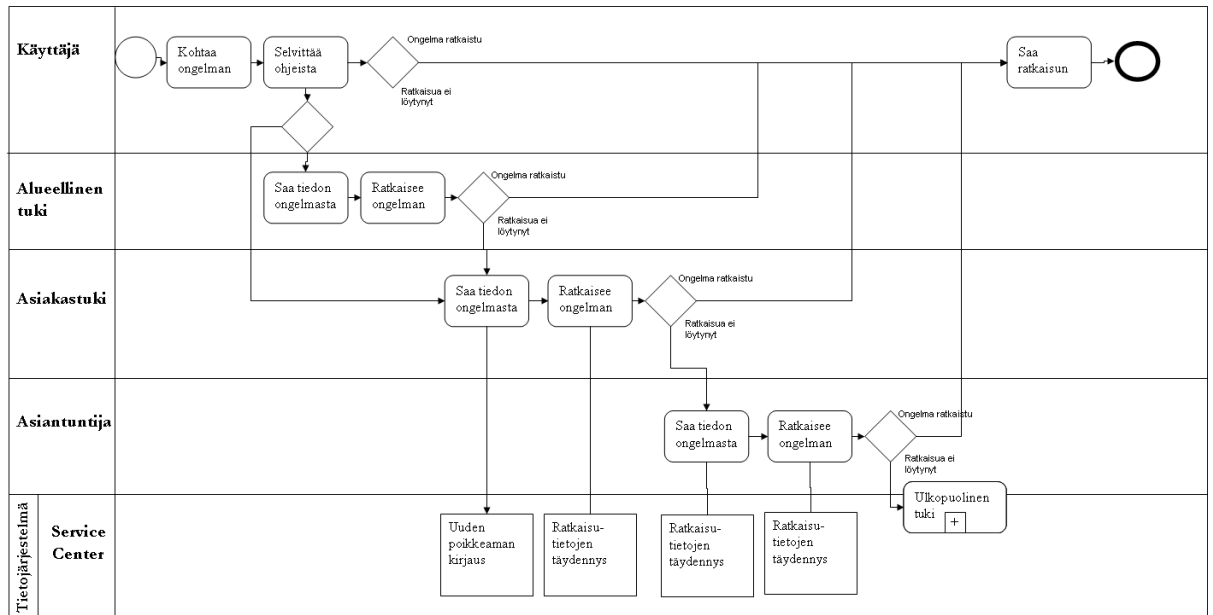 Käyttäjä
Kohtaa
ongelman
Selvittää
ohjeista
Ongelma ratkaistu
Ratkaisua ei
löytynyt
Saa
ratkaisun
Alueellinen
tuki
Saa tiedon
ongelmasta
Ratkaisee
ongelman
Ongelma ratkaistu
Ratkaisua ei
löytynyt
Asiakastuki
Saa tiedon
ongelmasta
Ratkaisee
ongelman
Ongelma ratkaistu
Ratkaisua ei
löytynyt
Asiantuntija
Saa tiedon
ongelmasta
Ratkaisee
ongelman
Ongelma ratkaistu
Ratkaisua ei
löytynyt
Ulkopuolinen
tuki
+
Tietojärjestelmä
Service
Center
Uuden
poikkeaman
kirjaus
Ratkaisu-
tietojen
täydennys
Ratkaisu-
tietojen
täydennys
Ratkaisu-
tietojen
täydennys